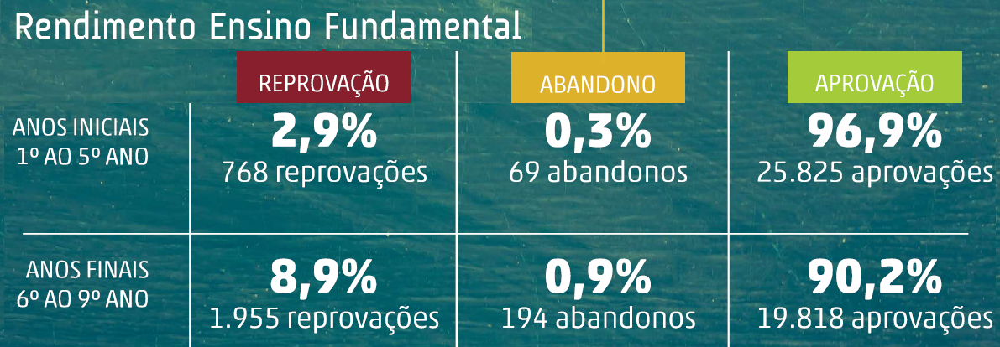 Rendimento Ensino Fundamental
REPROVAÇÃO
ABANDONO
APROVAÇÃO
ANOS INICIAIS
1º AO 5º ANO
2,9%
768 reprovações
0,3%
69 abandonos
96,9%
25.825 aprovações
ANOS FINAIS
6º AO 9º ANO
8,9%
1.955 reprovações
0,9%
194 abandonos
90,2%
19.818 aprovações